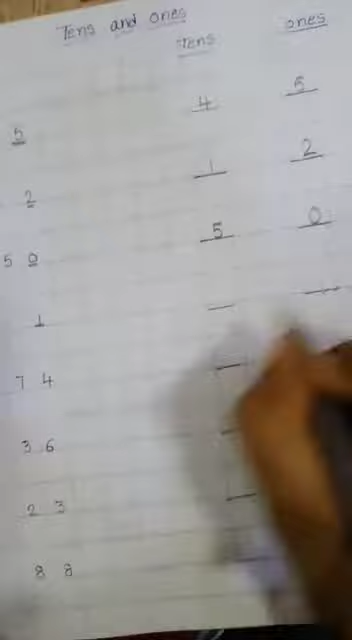 Tens and ones
Tens ones
5 4 5
2 1 2
5 0 5 0
1
7 4
3 6
2 3
8 8